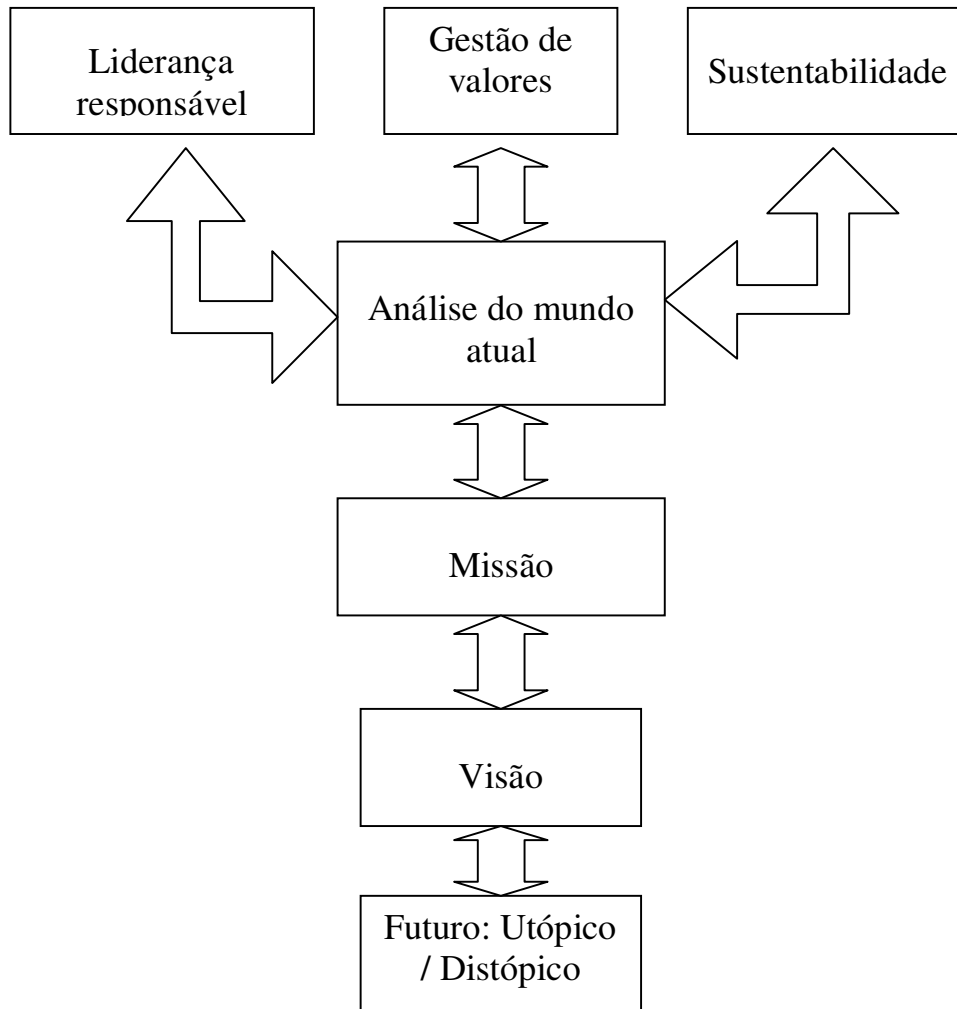 Liderança
responsável
Gestão de
valores
Sustentabilidade
Análise do mundo
atual
Missão
Visão
Futuro: Utópico
/ Distópico